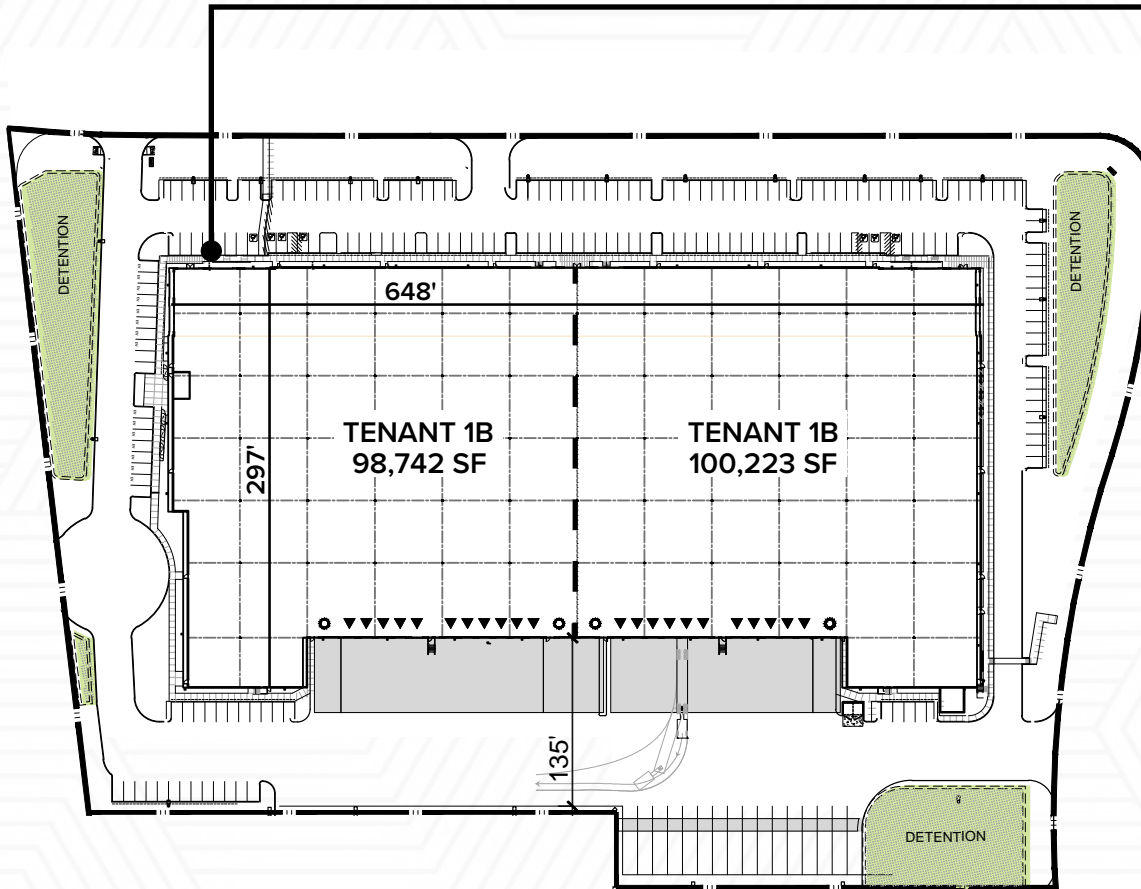 DETENTION
DETENTION
648'
TENANT 1B
98,742 SF
TENANT 1B
100,223 SF
297'
135'
DETENTION